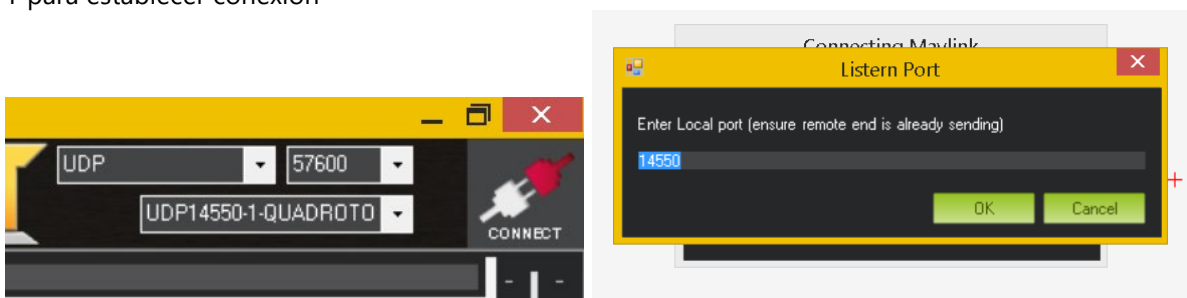 para establecer conexión
UDP
57600
UDP14550-1-QUADROTO
CONNECT
Connecting Mavlink
Listern Port
Enter Local port (ensure remote end is already sending)
14550
OK
Cancel